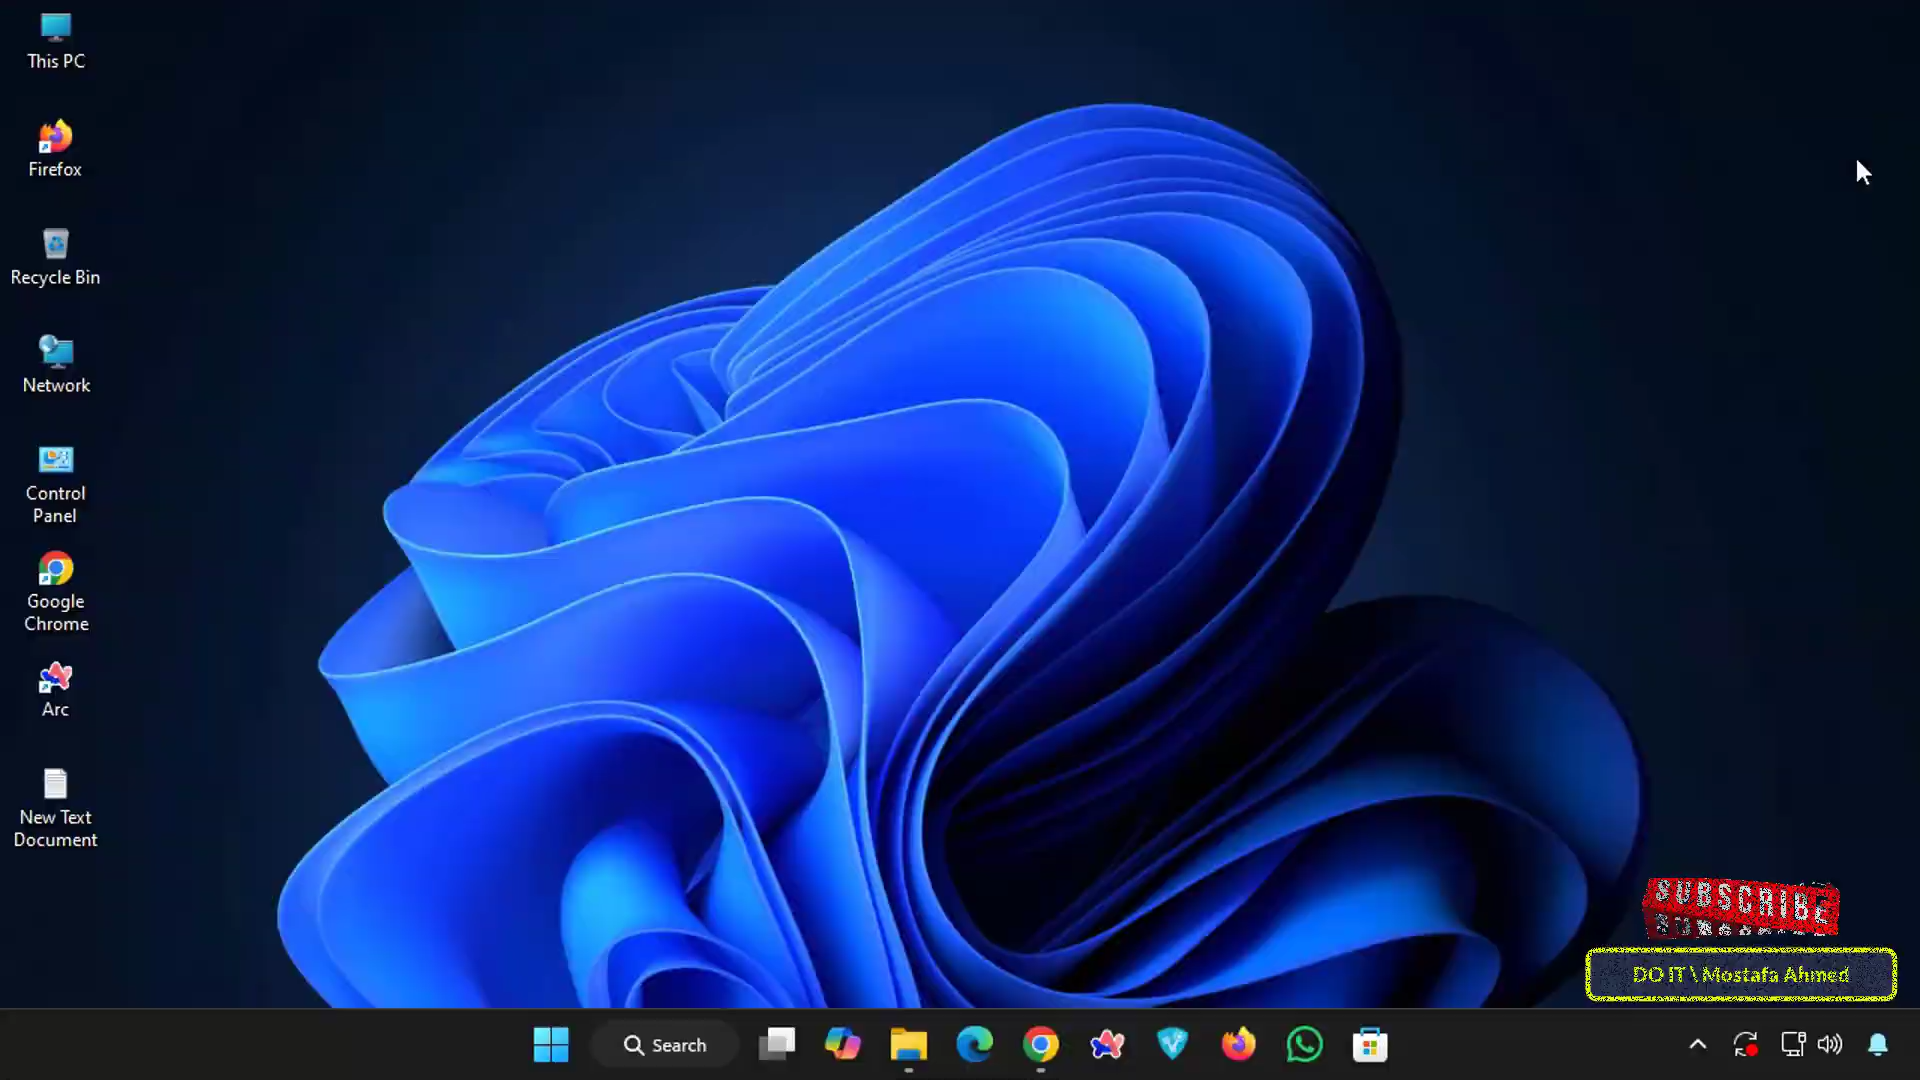 This PC
Firefox
Recycle Bin
Network
Control
Panel
Google
Chrome
Arc
New Text
Document
SUBSCRIBE
DO IT \ Mostafa Ahmed
Search